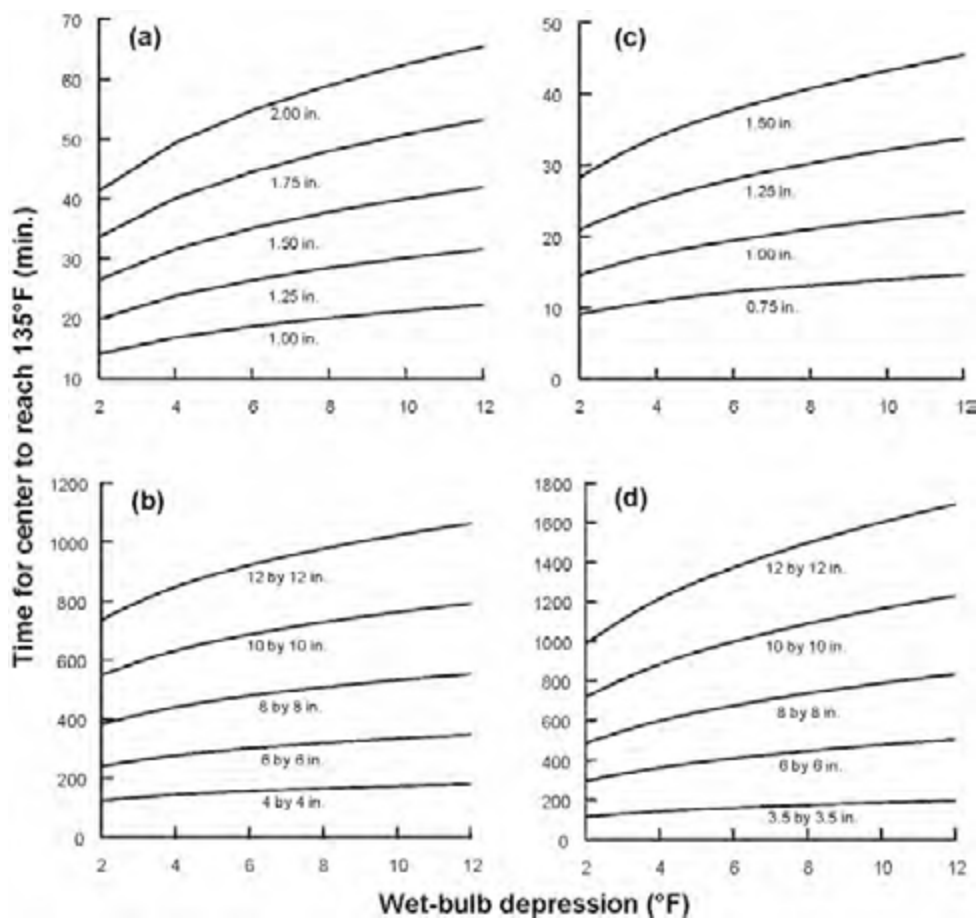 Time for center to reach 135°F (min.)
(a)
70
60
50
40
30
20
10
2.00 in.
1.75 in.
1.50 in.
1.25 in.
1.00 in.
2 4 6 8 10 12
(c)
50
40
30
20
10
0
1.50 in.
1.25 in.
1.00 in.
0.75 in.
2 4 6 8 10 12
(b)
1200
1000
800
600
400
200
0
12 by 12 in.
10 by 10 in.
8 by 8 in.
6 by 6 in.
4 by 4 in.
2 4 6 8 10 12
(d)
1800
1600
1400
1200
1000
800
600
400
200
0
12 by 12 in.
10 by 10 in.
8 by 8 in.
6 by 6 in.
3.5 by 3.5 in.
2 4 6 8 10 12
Wet-bulb depression (°F)